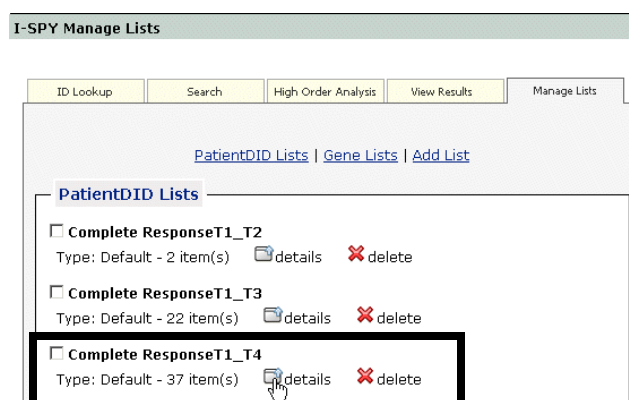 I-SPY Manage Lists
ID Lookup Search High Order Analysis View Results Manage Lists
PatientDID Lists | Gene Lists | Add List
PatientDID Lists
Complete ResponseT1_T2
Type: Default - 2 item(s) details delete
Complete ResponseT1_T3
Type: Default - 22 item(s) details delete
Complete ResponseT1_T4
Type: Default - 37 item(s) details delete